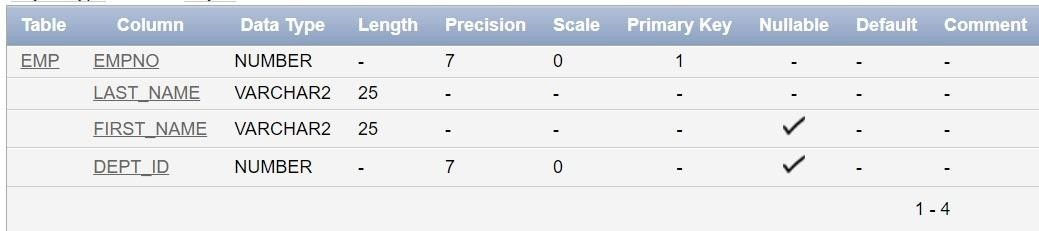 Table Column Data Type Length Precision Scale Primary Key Nullable Default Comment
EMP EMPNO NUMBER - 7 0 1 - - -
LAST_NAME VARCHAR2 25 - - - - - -
FIRST_NAME VARCHAR2 25 - - - ✓ - -
DEPT_ID NUMBER - 7 0 - ✓ - -
1 - 4